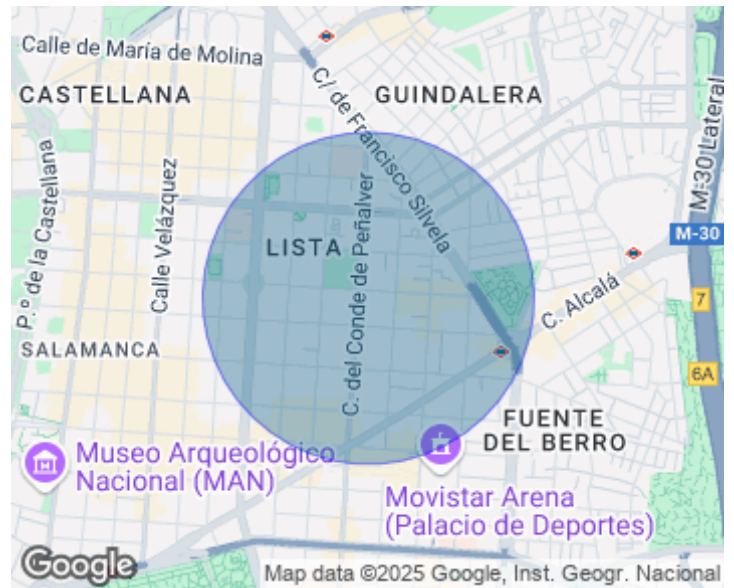 Calle de María de Molina
CASTELLANA
GUINDALERA
C/ de Francisco Silvela
M-30 Lateral
P.º de la Castellana
Calle Velázquez
LISTA
C. del Conde de Peñalver
M-30
C. Alcalá
7
SALAMANCA
6A
FUENTE
DEL BERRO
Museo Arqueológico
Nacional (MAN)
Movistar Arena
(Palacio de Deportes)
Google
Map data ©2025 Google, Inst. Geogr. Nacional